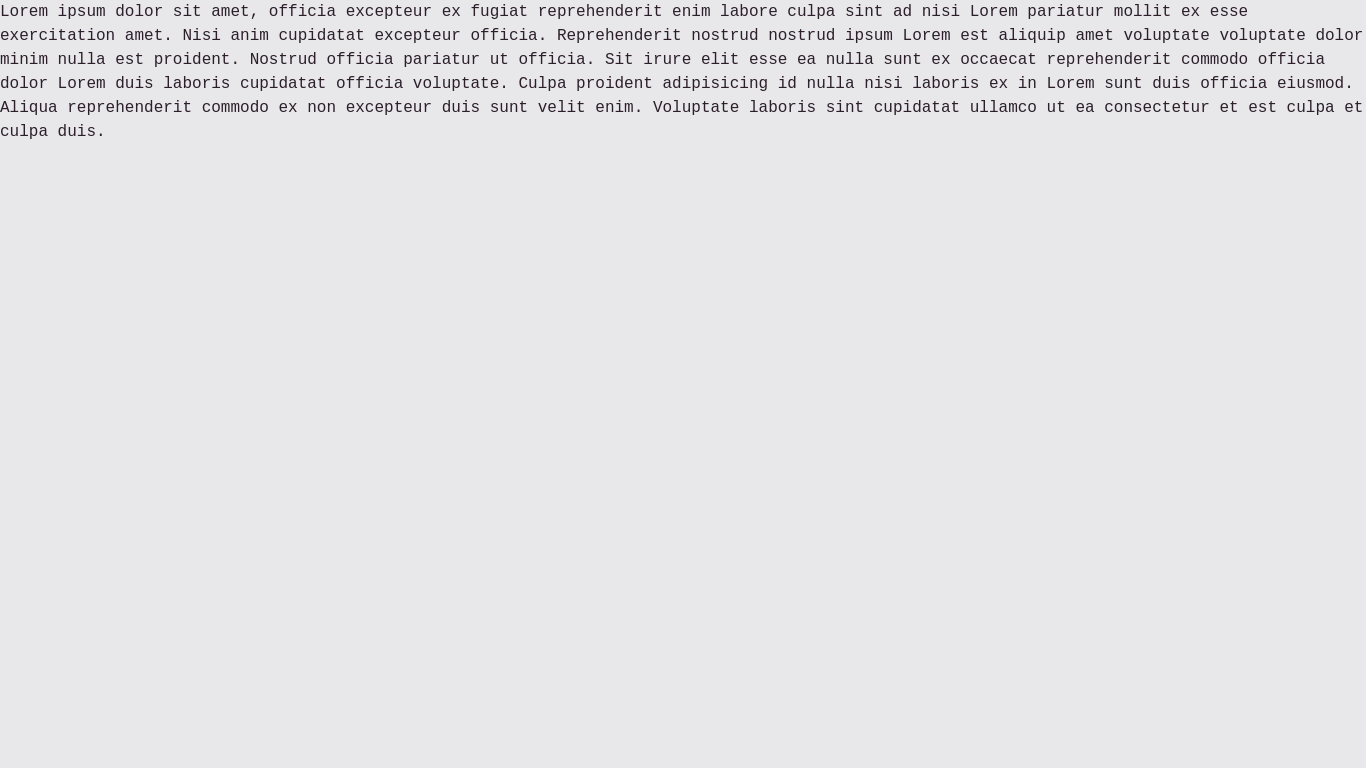 Lorem ipsum dolor sit amet, officia excepteur ex fugiat reprehenderit enim labore culpa sint ad nisi Lorem pariatur mollit ex esse
exercitation amet. Nisi anim cupidatat excepteur officia. Reprehenderit nostrud nostrud ipsum Lorem est aliquip amet voluptate voluptate dolor
minim nulla est proident. Nostrud officia pariatur ut officia. Sit irure elit esse ea nulla sunt ex occaecat reprehenderit commodo officia
dolor Lorem duis laboris cupidatat officia voluptate. Culpa proident adipisicing id nulla nisi laboris ex in Lorem sunt duis officia eiusmod.
Aliqua reprehenderit commodo ex non excepteur duis sunt velit enim. Voluptate laboris sint cupidatat ullamco ut ea consectetur et est culpa et
culpa duis.